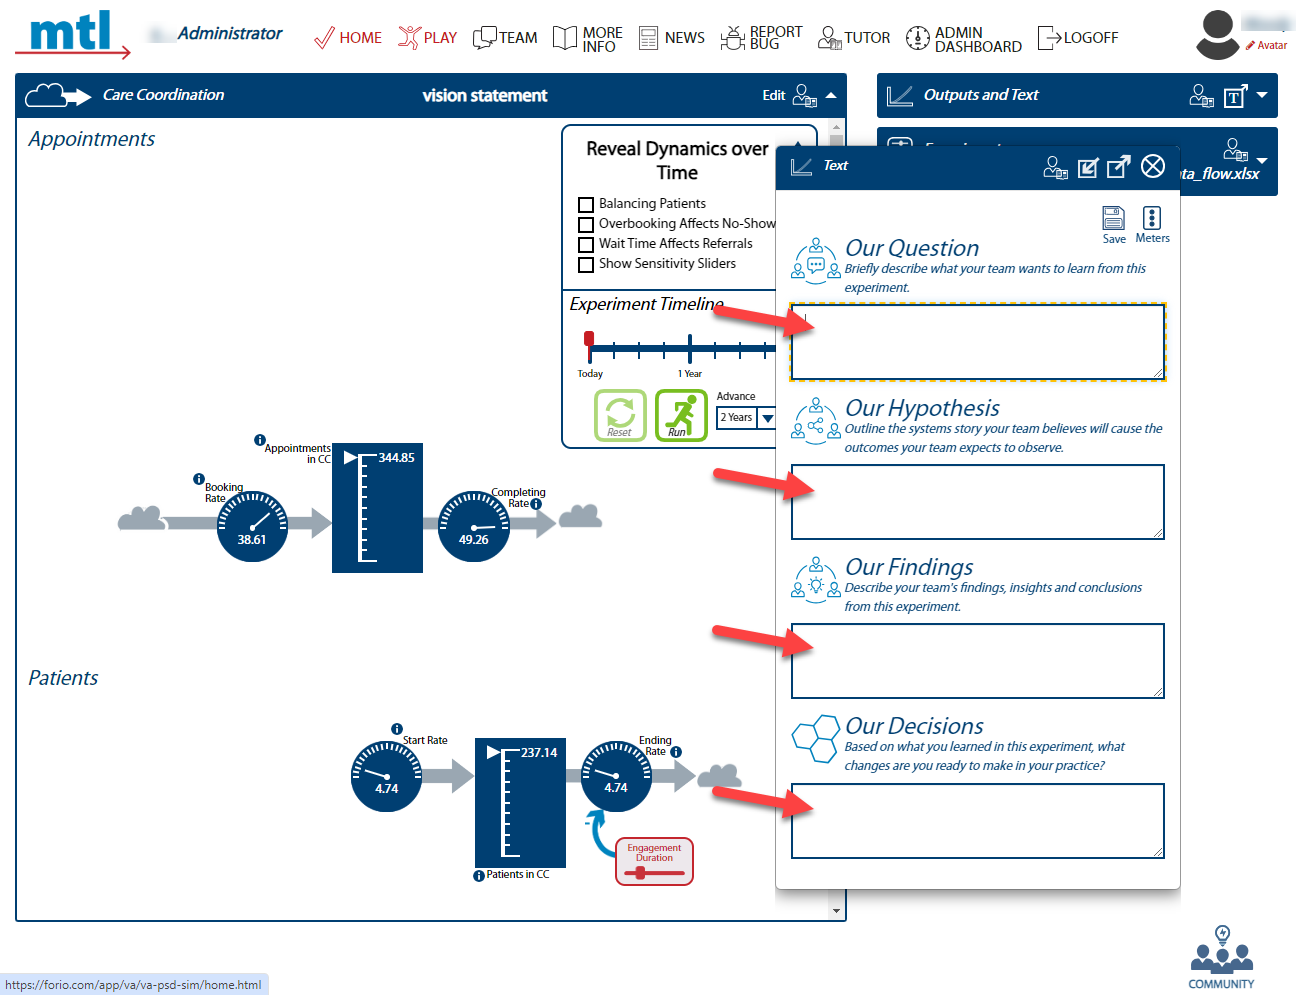 mtl
Administrator
HOME
PLAY
TEAM
MORE
INFO
NEWS
REPORT
BUG
TUTOR
ADMIN
DASHBOARD
LOGOFF
Avatar
Care Coordination
vision statement
Edit
Outputs and Text
T
ta_flow.xlsx
Appointments
Reveal Dynamics over
Time
Balancing Patients
Overbooking Affects No-Show
Wait Time Affects Referrals
Show Sensitivity Sliders
Experiment Timeline
Today
1 Year
Reset
Run
Advance
2 Years
Appointments
in CC
344.85
Booking
Rate
38.61
Completing
Rate
49.26
Patients
Start Rate
4.74
237.14
Patients in CC
Ending
Rate
4.74
Engagement
Duration
Text
Save
Meters
Our Question
Briefly describe what your team wants to learn from this
experiment.
Our Hypothesis
Outline the systems story your team believes will cause the
outcomes your team expects to observe.
Our Findings
Describe your team's findings, insights and conclusions
from this experiment.
Our Decisions
Based on what you learned in this experiment, what
changes are you ready to make in your practice?
COMMUNITY
https://forio.com/app/va/va-psd-sim/home.html